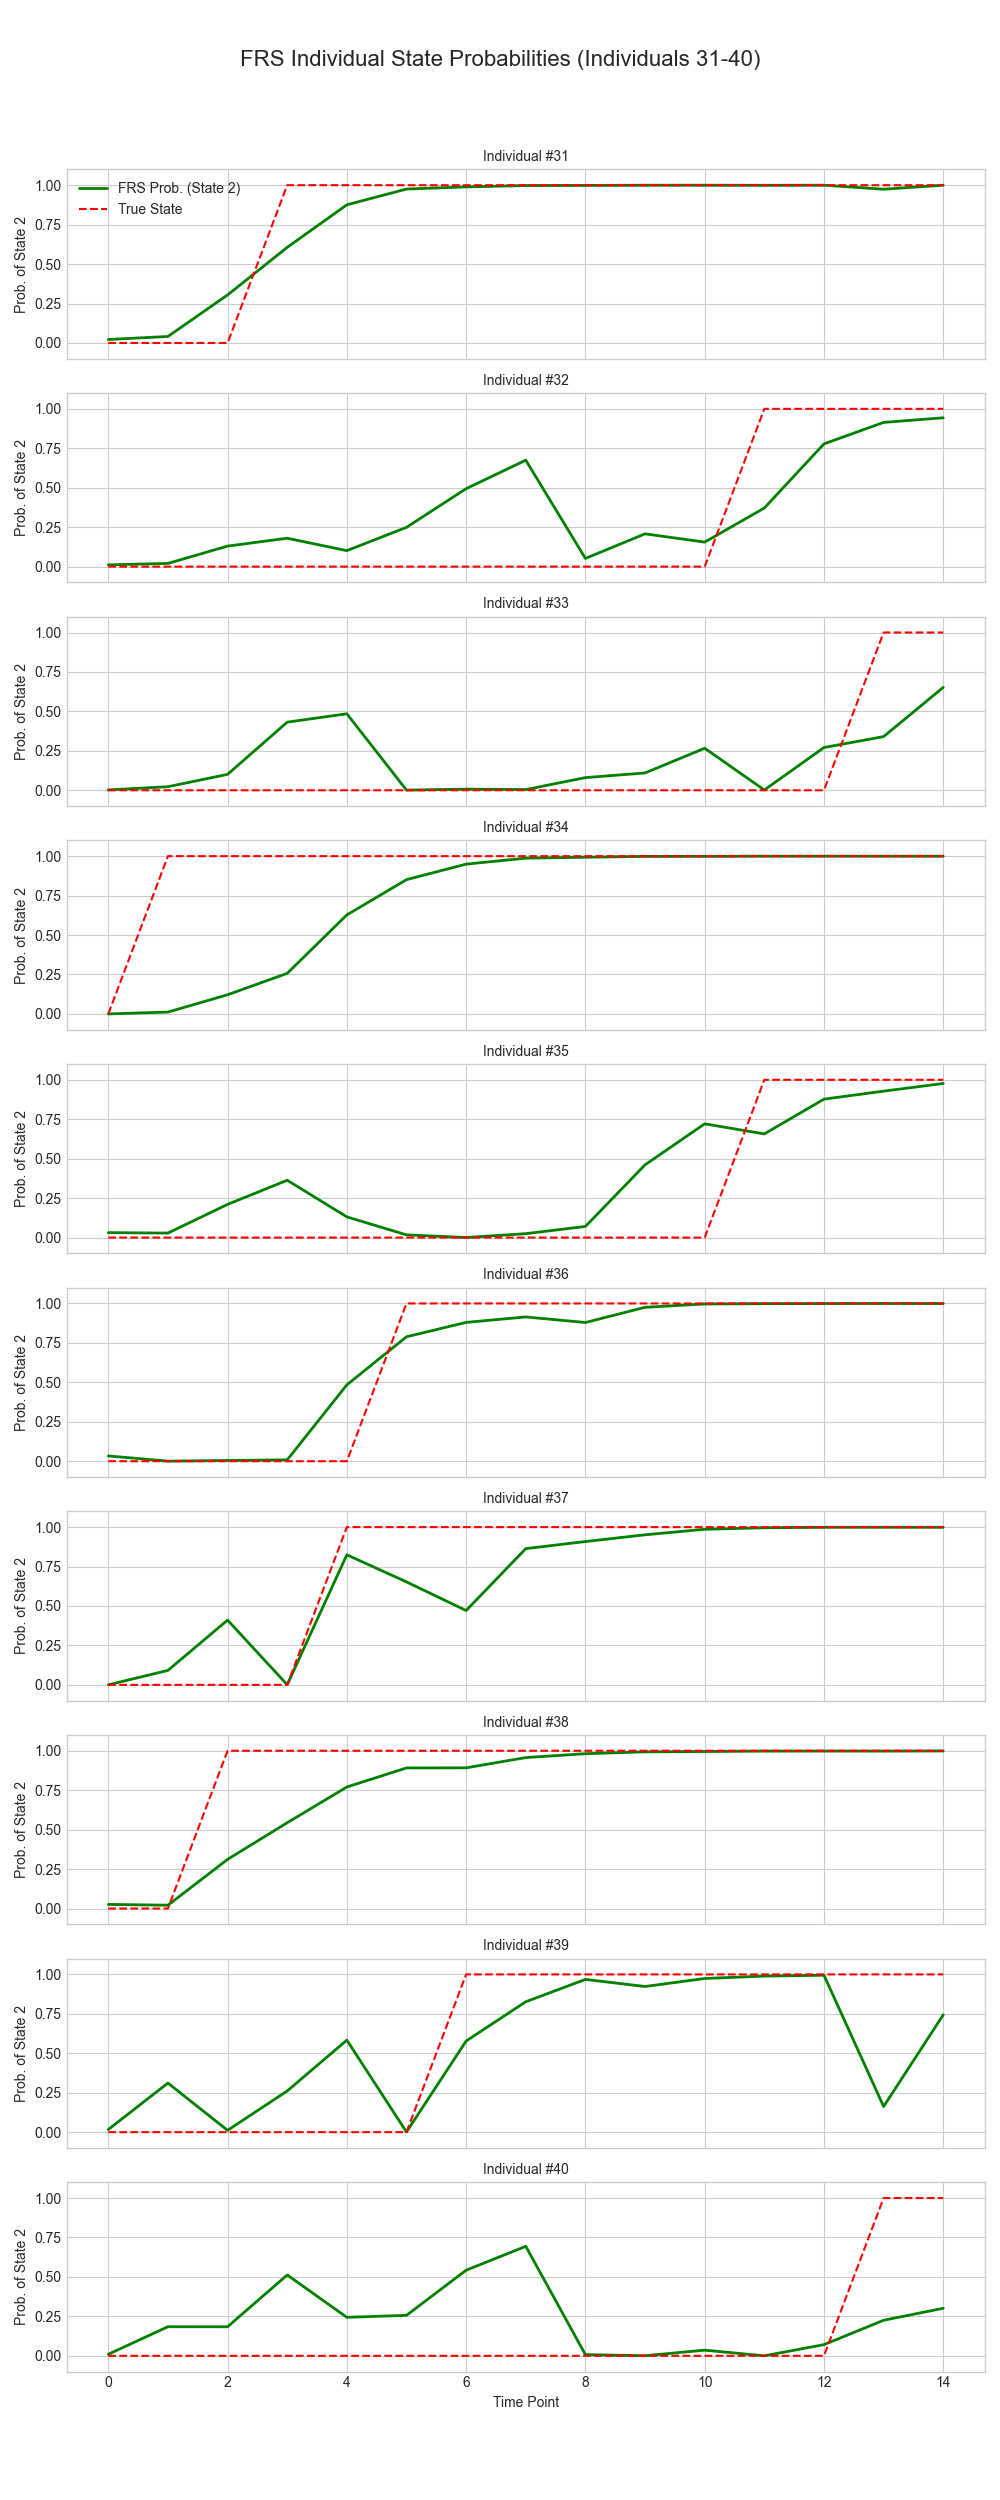 FRS Individual State Probabilities (Individuals 31-40)
Individual #31
FRS Prob. (State 2)
True State
Prob. of State 2
1.00
0.75
0.50
0.25
0.00
Individual #32
Prob. of State 2
1.00
0.75
0.50
0.25
0.00
Individual #33
Prob. of State 2
1.00
0.75
0.50
0.25
0.00
Individual #34
Prob. of State 2
1.00
0.75
0.50
0.25
0.00
Individual #35
Prob. of State 2
1.00
0.75
0.50
0.25
0.00
Individual #36
Prob. of State 2
1.00
0.75
0.50
0.25
0.00
Individual #37
Prob. of State 2
1.00
0.75
0.50
0.25
0.00
Individual #38
Prob. of State 2
1.00
0.75
0.50
0.25
0.00
Individual #39
Prob. of State 2
1.00
0.75
0.50
0.25
0.00
Individual #40
Prob. of State 2
1.00
0.75
0.50
0.25
0.00
0 2 4 6 8 10 12 14
Time Point